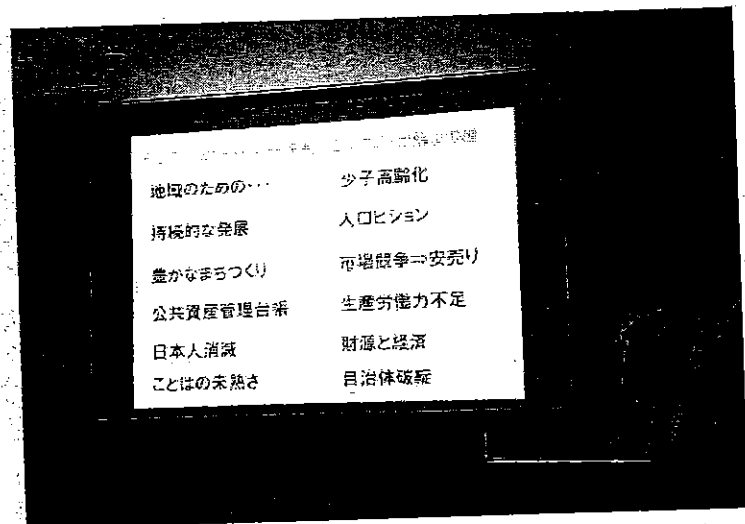 地域のための・・・
少子高齢化
持続的な発展
人口ビジョン
豊かなまちづくり
市場競争⇒安売り
公共資産管理台帳
生産労働力不足
日本人消滅
財源と経済
ことばの未熟さ
自治体破綻